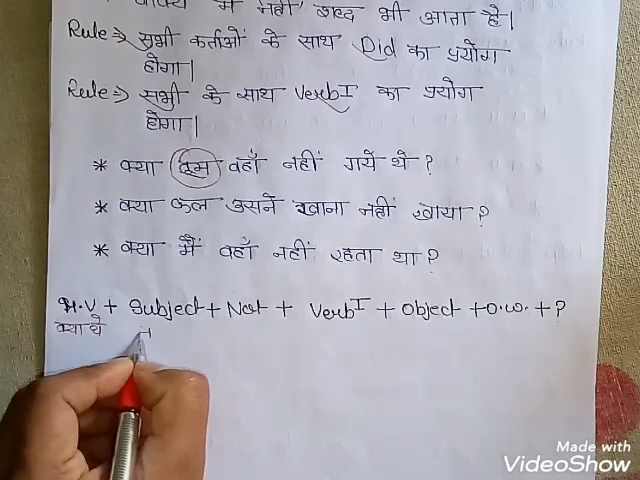 वाक्य में नहीं शब्द भी आता है।
Rule⇒ सभी कर्ताओं के साथ Did का प्रयोग
होगा।
Rule⇒ सभी के साथ Verb I का प्रयोग
होगा।
* क्या हम वहाँ नहीं गये थे ?
* क्या कल उसने खाना नहीं खाया ?
* क्या मैं वहाँ नहीं रहता था ?
H.V + Subject + Not + Verb I + Object + O.W. + ?
क्या थे
Made with
VideoShow